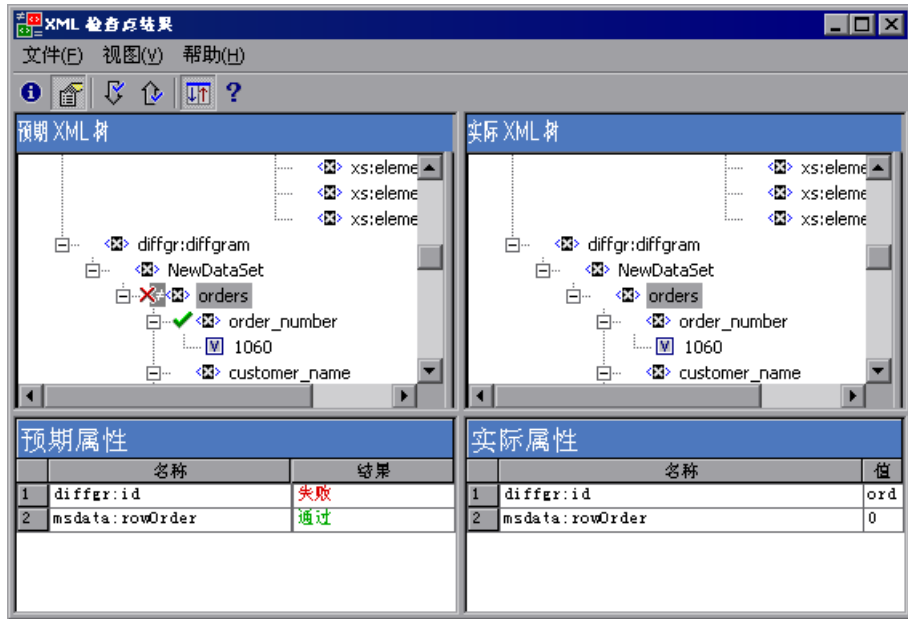 XML 检查点结果
文件(F) 视图(V) 帮助(H)
预期 XML 树
xs:eleme
xs:eleme
xs:eleme
diffgr:diffgram
NewDataSet
orders
order_number
1060
customer_name
实际 XML 树
xs:eleme
xs:eleme
xs:eleme
diffgr:diffgram
NewDataSet
orders
order_number
1060
customer_name
预期属性
名称 结果
1 diffgr:id 失败
2 msdata:rowOrder 通过
实际属性
名称 值
1 diffgr:id ord
2 msdata:rowOrder 0